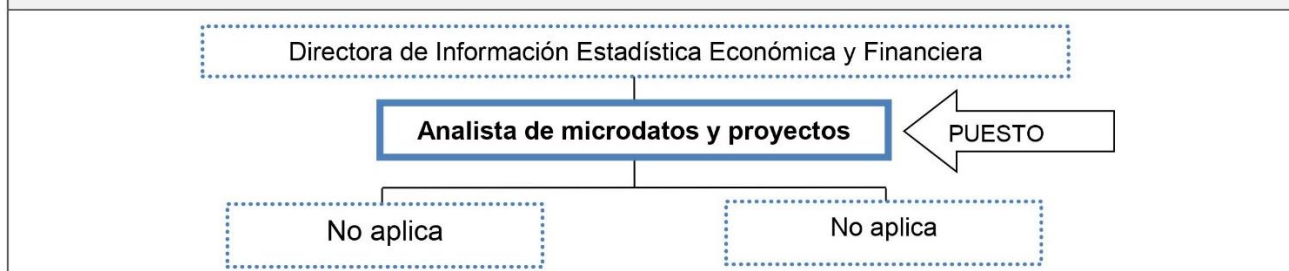 Directora de Información Estadística Económica y Financiera
Analista de microdatos y proyectos
PUESTO
No aplica
No aplica